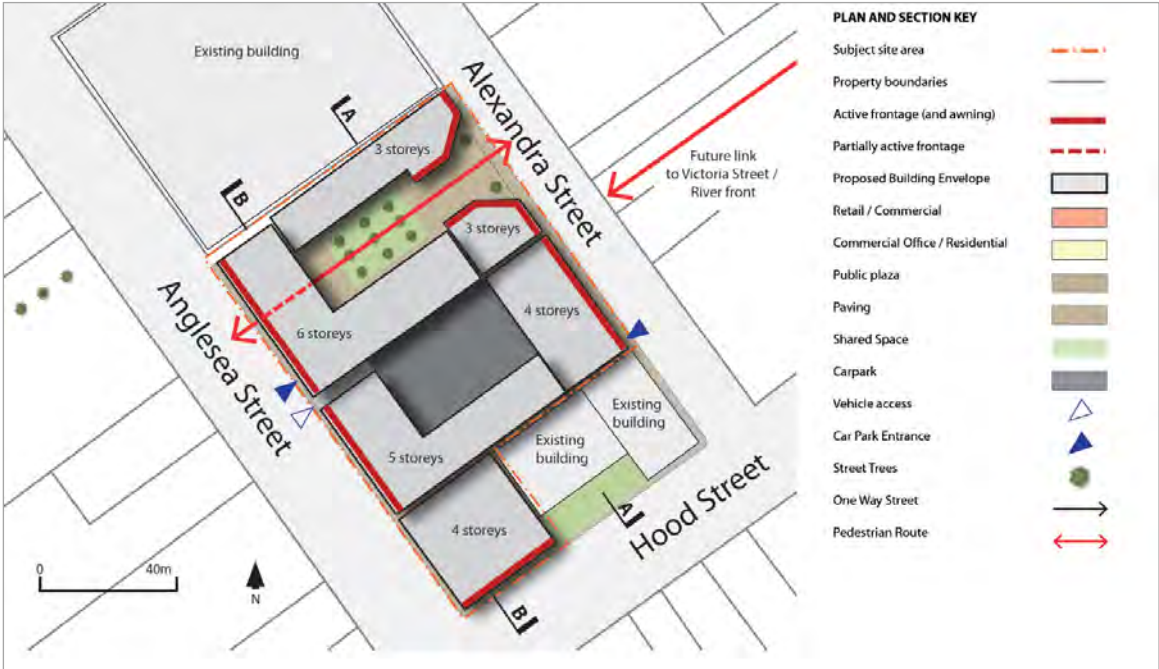 Existing building
A
B
3 storeys
Alexandra Street
Future link
to Victoria Street /
River front
3 storeys
4 storeys
6 storeys
Anglesea Street
5 storeys
Existing
building
Existing
building
4 storeys
A
B
Hood Street
0
40m
N
PLAN AND SECTION KEY
Subject site area
Property boundaries
Active frontage (and awning)
Partially active frontage
Proposed Building Envelope
Retail / Commercial
Commercial Office / Residential
Public plaza
Paving
Shared Space
Carpark
Vehicle access
Car Park Entrance
Street Trees
One Way Street
Pedestrian Route